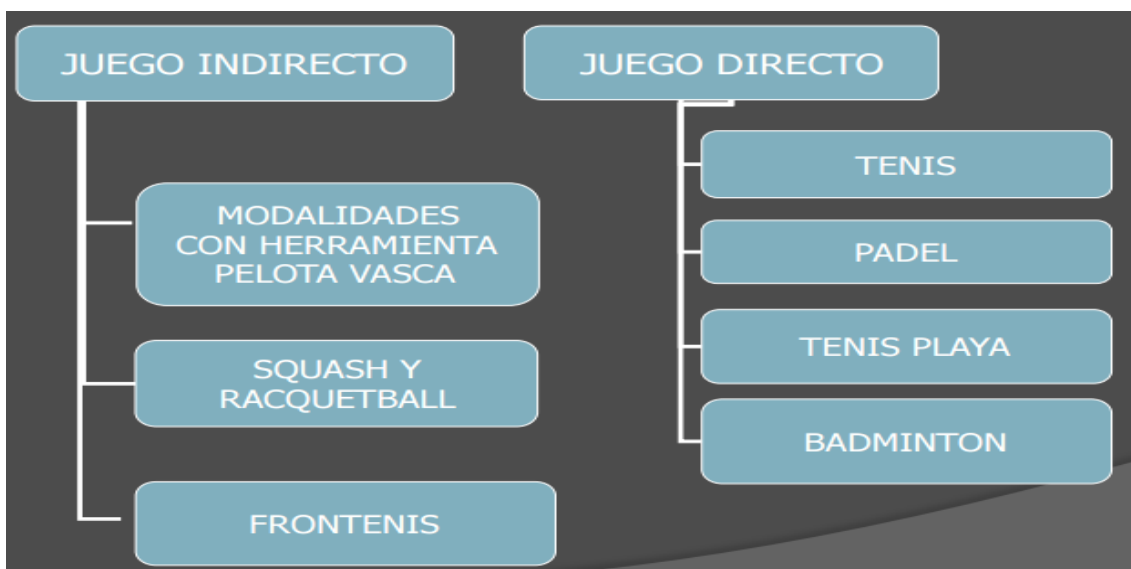 JUEGO INDIRECTO
MODALIDADES
CON HERRAMIENTA
PELOTA VASCA
SQUASH Y
RACQUETBALL
FRONTENIS
JUEGO DIRECTO
TENIS
PADEL
TENIS PLAYA
BADMINTON